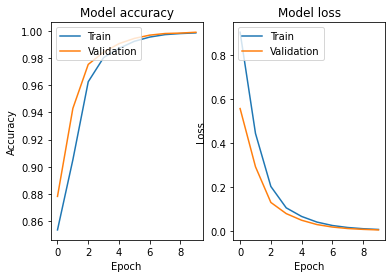 Model accuracy
1.00
0.98
0.96
0.94
0.92
0.90
0.88
0.86
Accuracy
Train
Validation
0 2 4 6 8
Epoch
Model loss
0.8
0.6
0.4
0.2
0.0
Loss
Train
Validation
0 2 4 6 8
Epoch